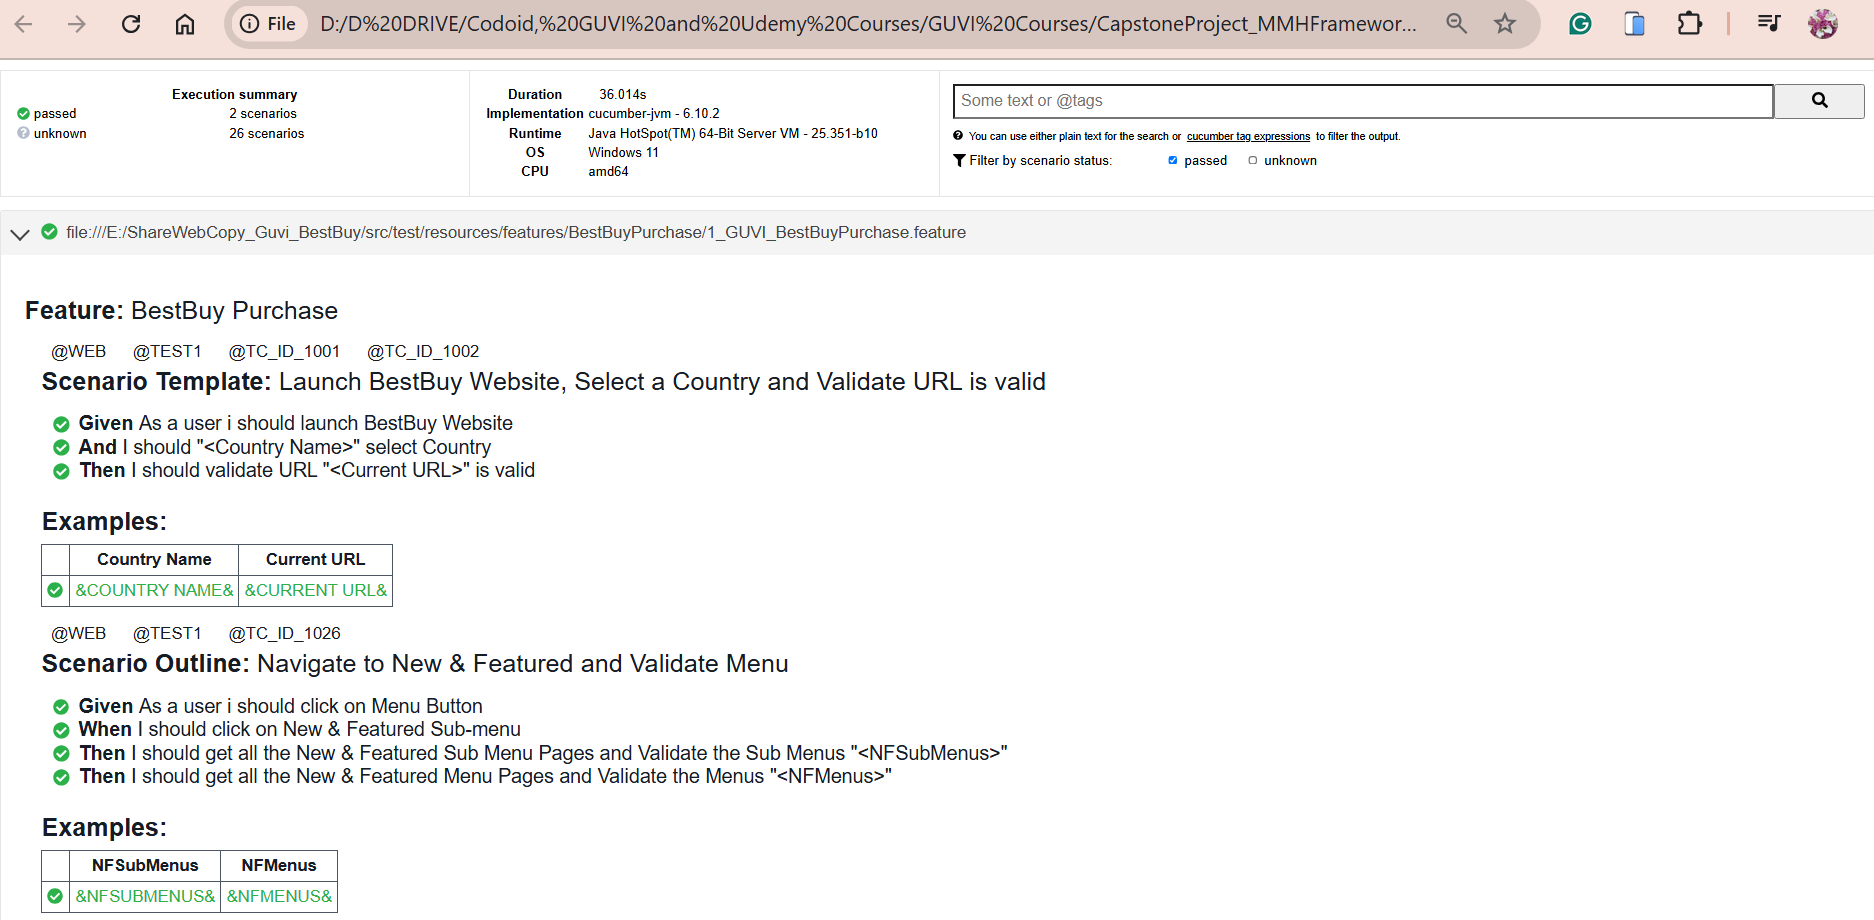 File D:/D%20DRIVE/Codoid,%20GUVI%20and%20Udemy%20Courses/GUVI%20Courses/CapstoneProject_MMHFramewor...
Execution summary
passed 2 scenarios
unknown 26 scenarios
Duration 36.014s
Implementation cucumber-jvm - 6.10.2
Runtime Java HotSpot(TM) 64-Bit Server VM - 25.351-b10
OS Windows 11
CPU amd64
Some text or @tags
You can use either plain text for the search or cucumber tag expressions to filter the output.
Filter by scenario status: passed unknown
file:///E:/ShareWebCopy_Guvi_BestBuy/src/test/resources/features/BestBuyPurchase/1_GUVI_BestBuyPurchase.feature
Feature: BestBuy Purchase
@WEB @TEST1 @TC_ID_1001 @TC_ID_1002
Scenario Template: Launch BestBuy Website, Select a Country and Validate URL is valid
Given As a user i should launch BestBuy Website
And I should "<Country Name>" select Country
Then I should validate URL "<Current URL>" is valid
Examples:
Country Name Current URL
&COUNTRY NAME& &CURRENT URL&
@WEB @TEST1 @TC_ID_1026
Scenario Outline: Navigate to New & Featured and Validate Menu
Given As a user i should click on Menu Button
When I should click on New & Featured Sub-menu
Then I should get all the New & Featured Sub Menu Pages and Validate the Sub Menus "<NFSubMenus>"
Then I should get all the New & Featured Menu Pages and Validate the Menus "<NFMenus>"
Examples:
NFSubMenus NFMenus
&NFSUBMENUS& &NFMENUS&